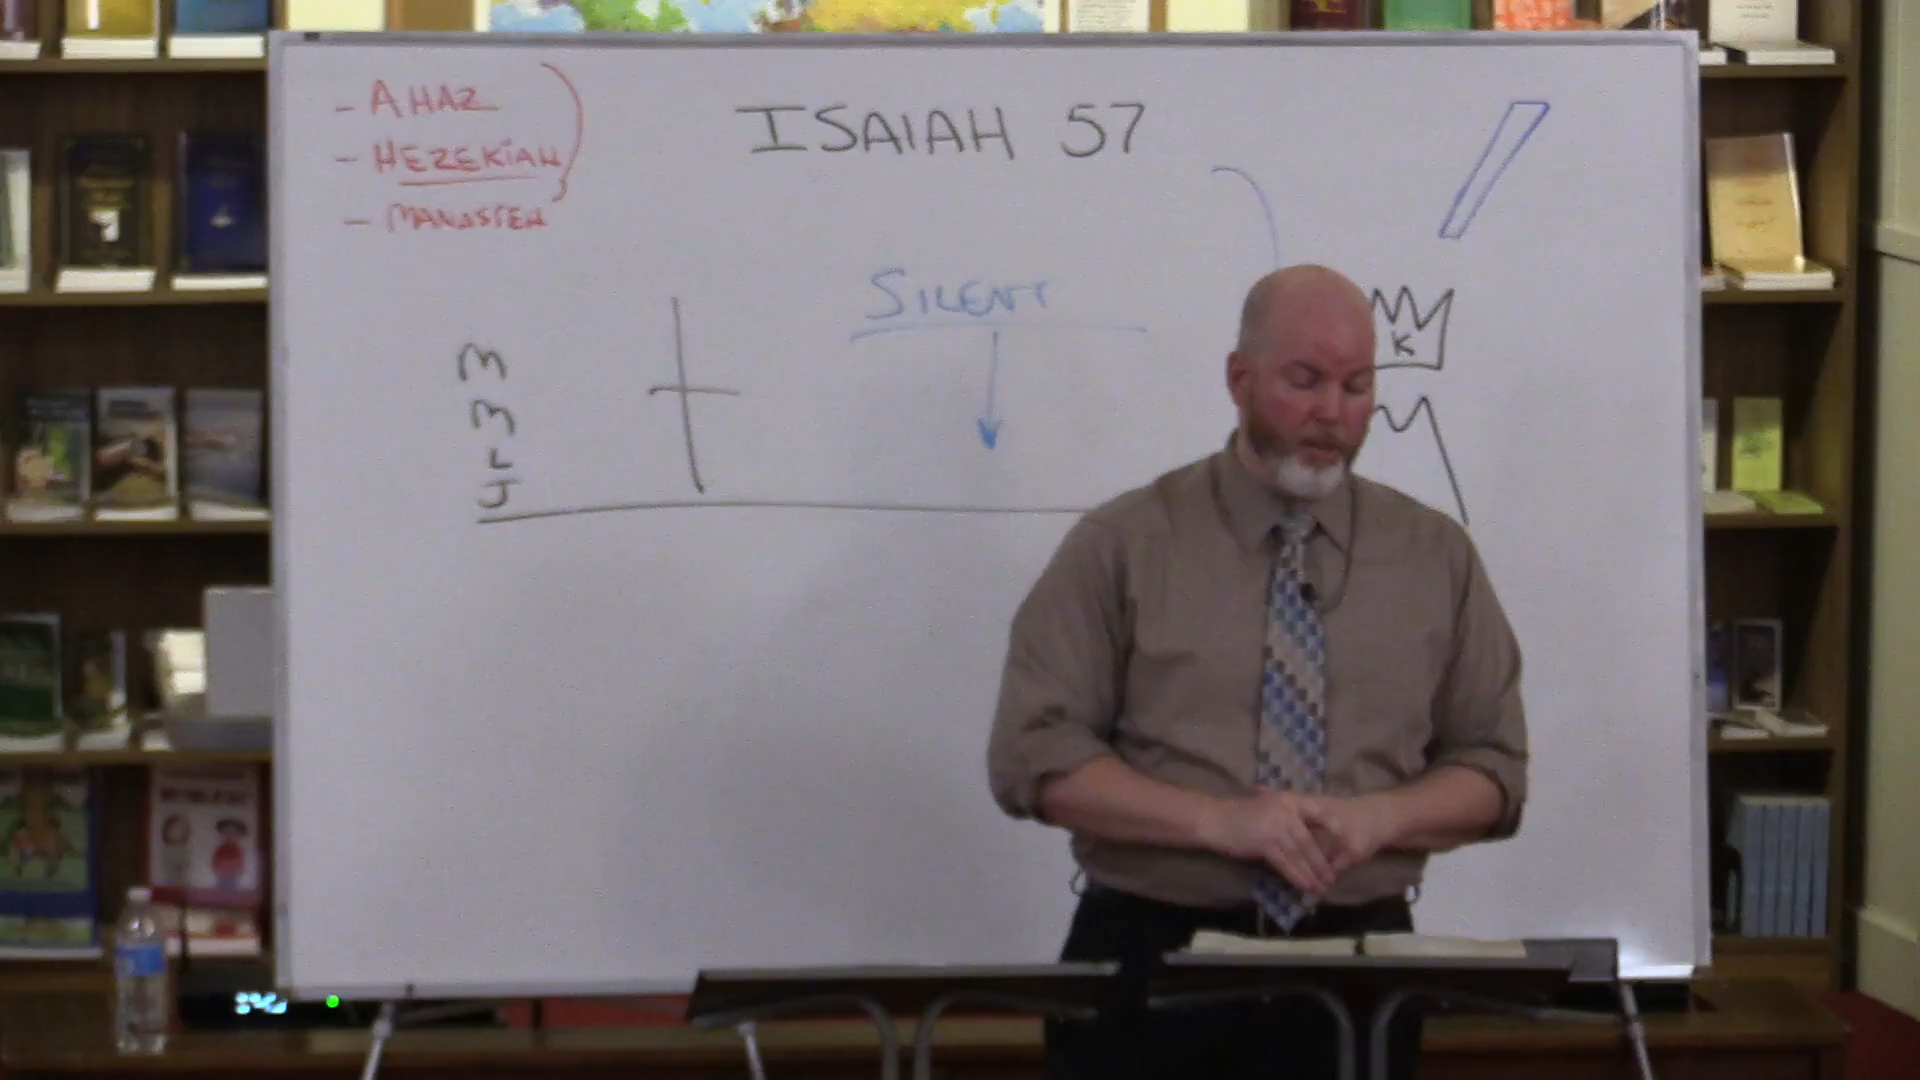 - AHAZ
- HEZEKIAH
- MANASSEH
ISAIAH 57
SILENT
K